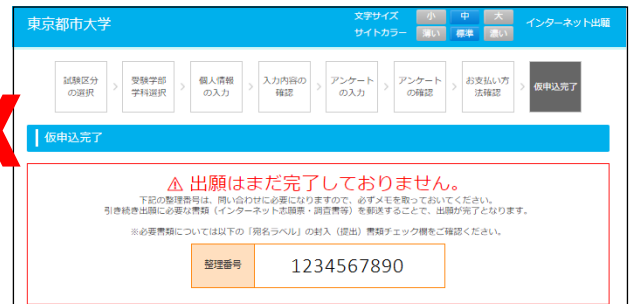 東京都市大学
文字サイズ 小 中 大
サイトカラー 薄い 標準 濃い
インターネット出願
試験区分の選択 > 受験学部学科選択 > 個人情報の入力 > 入力内容の確認 > アンケートの入力 > アンケートの確認 > お支払い方法確認 > 仮申込完了
仮申込完了
⚠ 出願はまだ完了しておりません。
下記の整理番号は、問い合わせに必要になりますので、必ずメモを取っておいてください。
引き続き出願に必要な書類（インターネット志願票・調査書等）を郵送することで、出願が完了となります。
※必要書類については以下の「宛名ラベル」の封入（提出）書類チェック欄をご確認ください。
整理番号 1234567890